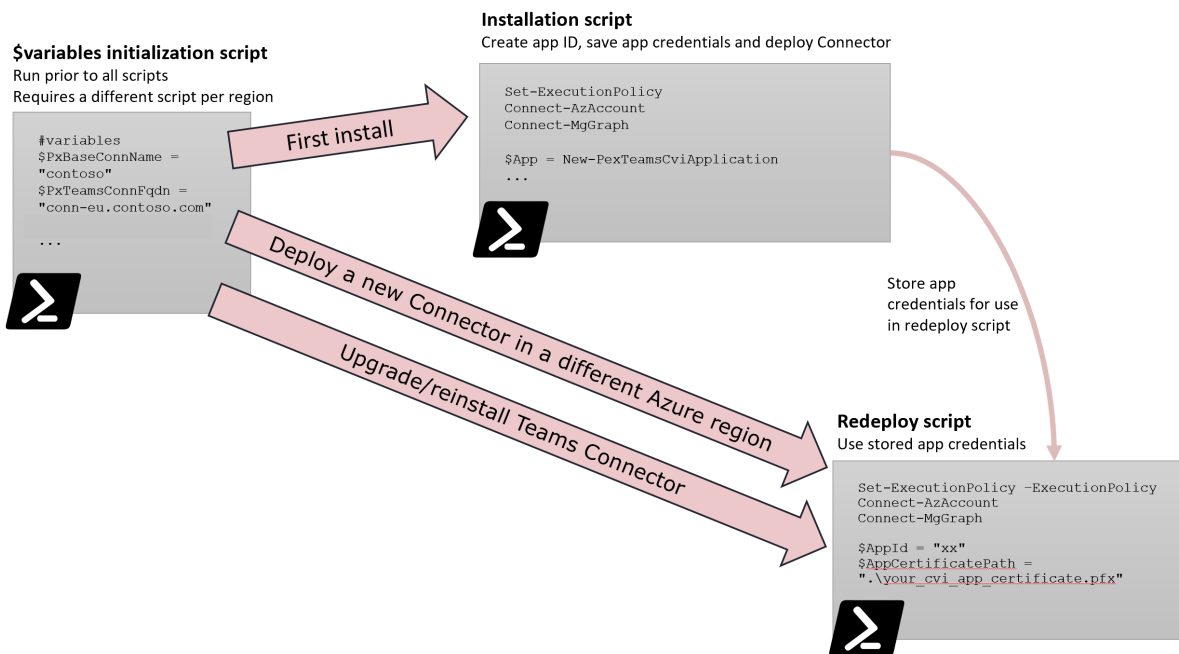 Installation script
Create app ID, save app credentials and deploy Connector
$variables initialization script
Run prior to all scripts
Requires a different script per region
#variables
$PxBaseConnName =
"contoso"
$PxTeamsConnFqdn =
"conn-eu.contoso.com"
...
First install
Set-ExecutionPolicy
Connect-AzAccount
Connect-MgGraph
$App = New-PexTeamsCviApplication
...
Deploy a new Connector in a different Azure region
Upgrade/reinstall Teams Connector
Store app
credentials for use
in redeploy script
Redeploy script
Use stored app credentials
Set-ExecutionPolicy –ExecutionPolicy
Connect-AzAccount
Connect-MgGraph
$AppId = "xx"
$AppCertificatePath =
".\your_cvi_app_certificate.pfx"